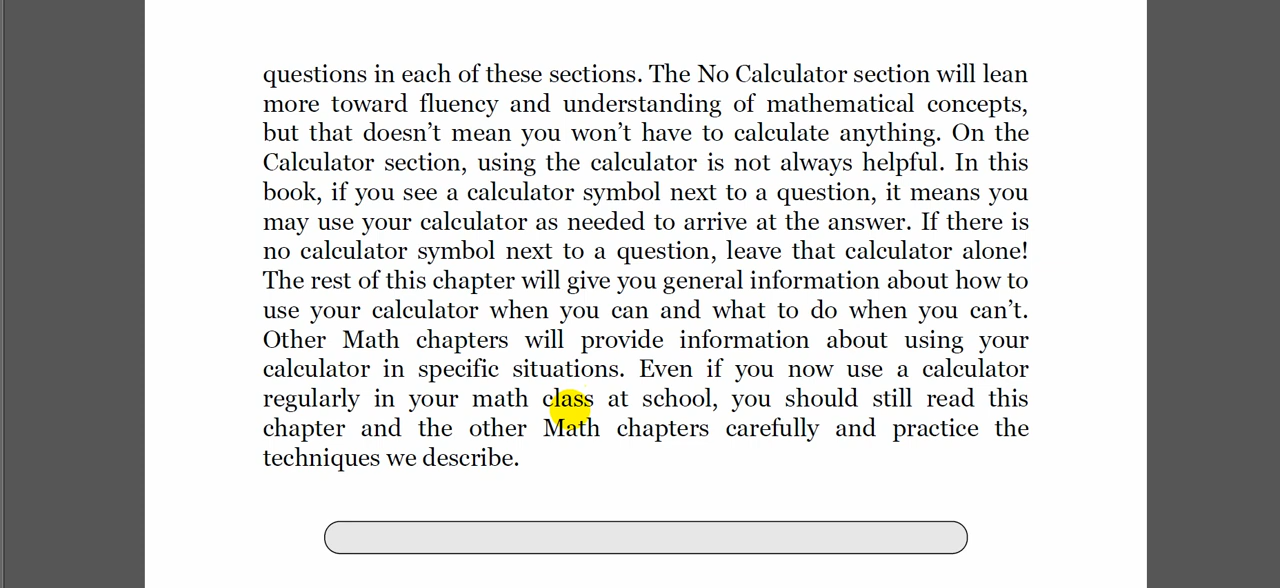 questions in each of these sections. The No Calculator section will lean
more toward fluency and understanding of mathematical concepts,
but that doesn’t mean you won’t have to calculate anything. On the
Calculator section, using the calculator is not always helpful. In this
book, if you see a calculator symbol next to a question, it means you
may use your calculator as needed to arrive at the answer. If there is
no calculator symbol next to a question, leave that calculator alone!
The rest of this chapter will give you general information about how to
use your calculator when you can and what to do when you can’t.
Other Math chapters will provide information about using your
calculator in specific situations. Even if you now use a calculator
regularly in your math class at school, you should still read this
chapter and the other Math chapters carefully and practice the
techniques we describe.